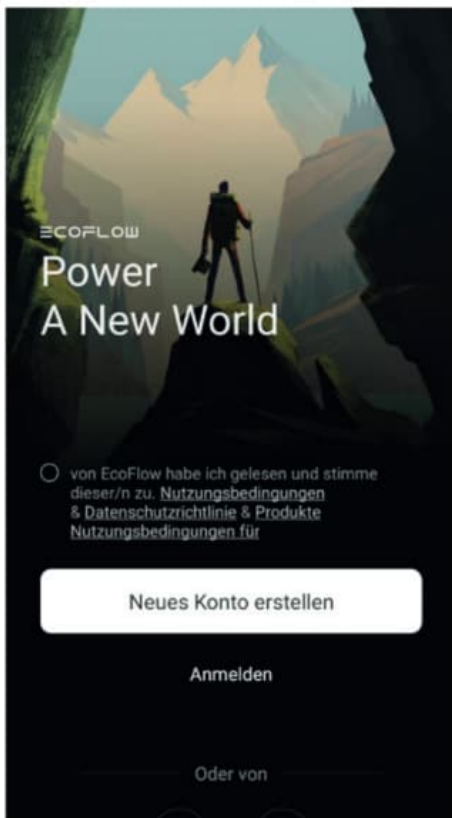 ECOFLOW
Power
A New World
von EcoFlow habe ich gelesen und stimme
dieser/n zu. Nutzungsbedingungen
& Datenschutzrichtlinie & Produkte
Nutzungsbedingungen für
Neues Konto erstellen
Anmelden
Oder von